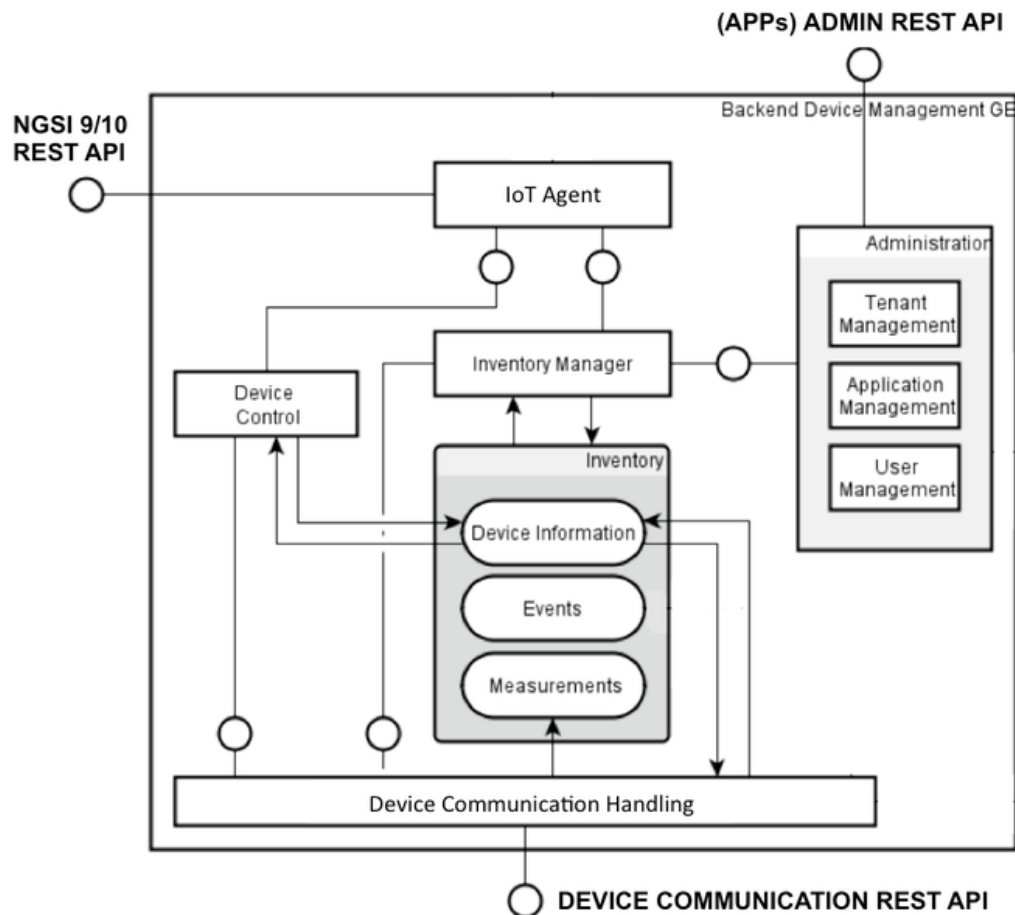 (APPs) ADMIN REST API
Backend Device Management GE
NGSI 9/10
REST API
IoT Agent
Administration
Tenant
Management
Inventory Manager
Device
Control
Application
Management
User
Management
Inventory
Device Information
Events
Measurements
Device Communication Handling
DEVICE COMMUNICATION REST API